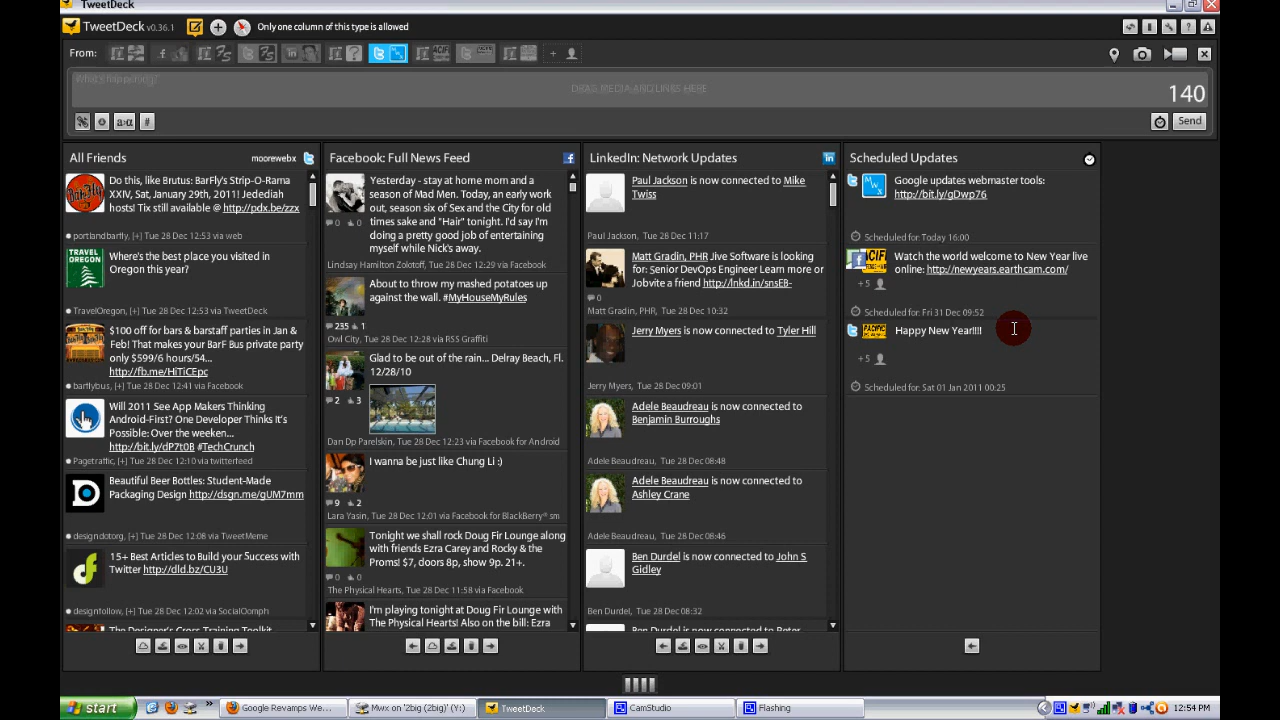 TweetDeck
TweetDeck v0.36.1
Only one column of this type is allowed
From:
What's happening?
DRAG MEDIA AND LINKS HERE
140
Send
All Friends
moorewebx
Do this, like Brutus: BarFly's Strip-O-Rama
XXIV, Sat, January 29th, 2011! Jedediah
hosts! Tix still available @ http://pdx.be/zzx
portlandbarfly, [+] Tue 28 Dec 12:53 via web
Where's the best place you visited in
Oregon this year?
TravelOregon, [+] Tue 28 Dec 12:53 via TweetDeck
$100 off for bars & barstaff parties in Jan &
Feb! That makes your BarF Bus private party
only $599/6 hours/54...
http://fb.me/HiTiCEpc
barflybus, [+] Tue 28 Dec 12:41 via Facebook
Will 2011 See App Makers Thinking
Android-First? One Developer Thinks It's
Possible: Over the weeken...
http://bit.ly/dP7t0B #TechCrunch
Pagetraffic, [+] Tue 28 Dec 12:10 via twitterfeed
Beautiful Beer Bottles: Student-Made
Packaging Design http://dsgn.me/gUM7mm
designdotorg, [+] Tue 28 Dec 12:08 via TweetMeme
15+ Best Articles to Build your Success with
Twitter http://dld.bz/CU3U
designfollow, [+] Tue 28 Dec 12:02 via SocialOomph
The Designer's Cross Training Toolkit
Facebook: Full News Feed
Yesterday - stay at home mom and a
season of Mad Men. Today, an early work
out, season six of Sex and the City for old
times sake and "Hair" tonight. I'd say I'm
doing a pretty good job of entertaining
myself while Nick's away.
0 0
Lindsay Hamilton Zolotoff, Tue 28 Dec 12:29 via Facebook
About to throw my mashed potatoes up
against the wall. #MyHouseMyRules
235 1
Owl City, Tue 28 Dec 12:28 via RSS Graffiti
Glad to be out of the rain... Delray Beach, Fl.
12/28/10
2 3
Dan Dp Parelskin, Tue 28 Dec 12:23 via Facebook for Android
I wanna be just like Chung Li :)
9 2
Lara Yasin, Tue 28 Dec 12:01 via Facebook for BlackBerry® sm
Tonight we shall rock Doug Fir Lounge along
with friends Ezra Carey and Rocky & the
Proms! $7, doors 8p, show 9p. 21+.
0 0
The Physical Hearts, Tue 28 Dec 11:58 via Facebook
I'm playing tonight at Doug Fir Lounge with
The Physical Hearts! Also on the bill: Ezra
LinkedIn: Network Updates
Paul Jackson is now connected to Mike
Twiss
Paul Jackson, Tue 28 Dec 11:17
Matt Gradin, PHR Jive Software is looking
for: Senior DevOps Engineer Learn more or
Jobvite a friend http://lnkd.in/snsEB-
0
Matt Gradin, PHR, Tue 28 Dec 10:32
Jerry Myers is now connected to Tyler Hill
Jerry Myers, Tue 28 Dec 09:01
Adele Beaudreau is now connected to
Benjamin Burroughs
Adele Beaudreau, Tue 28 Dec 08:48
Adele Beaudreau is now connected to
Ashley Crane
Adele Beaudreau, Tue 28 Dec 08:46
Ben Durdel is now connected to John S
Gidley
Ben Durdel, Tue 28 Dec 08:32
Ben Durdel is now connected to Peter
Scheduled Updates
Google updates webmaster tools:
http://bit.ly/gDwp76
Scheduled for: Today 16:00
Watch the world welcome to New Year live
online: http://newyears.earthcam.com/
+5
Scheduled for: Fri 31 Dec 09:52
Happy New Year!!!!
+5
Scheduled for: Sat 01 Jan 2011 00:25
start
Google Revamps We...
Mwx on '2big (2big)' (Y:)
TweetDeck
CamStudio
Flashing
12:54 PM